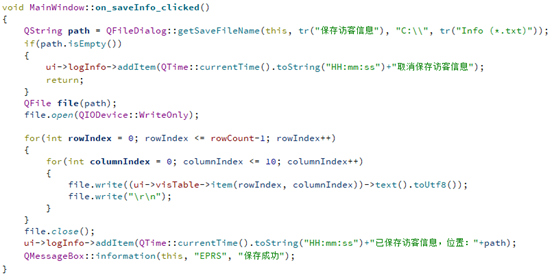 void MainWindow::on_saveInfo_clicked()
{
    QString path = QFileDialog::getSaveFileName(this, tr("保存访客信息"), "C:\\", tr("Info (*.txt)"));
    if(path.isEmpty())
    {
        ui->logInfo->addItem(QTime::currentTime().toString("HH:mm:ss")+"取消保存访客信息");
        return;
    }
    QFile file(path);
    file.open(QIODevice::WriteOnly);
    for(int rowIndex = 0; rowIndex <= rowCount-1; rowIndex++)
    {
        for(int columnIndex = 0; columnIndex <= 10; columnIndex++)
        {
            file.write((ui->visTable->item(rowIndex, columnIndex))->text().toUtf8());
            file.write("\r\n");
        }
    }
    file.close();
    ui->logInfo->addItem(QTime::currentTime().toString("HH:mm:ss")+"已保存访客信息，位置："+path);
    QMessageBox::information(this, "EPRS", "保存成功");
}